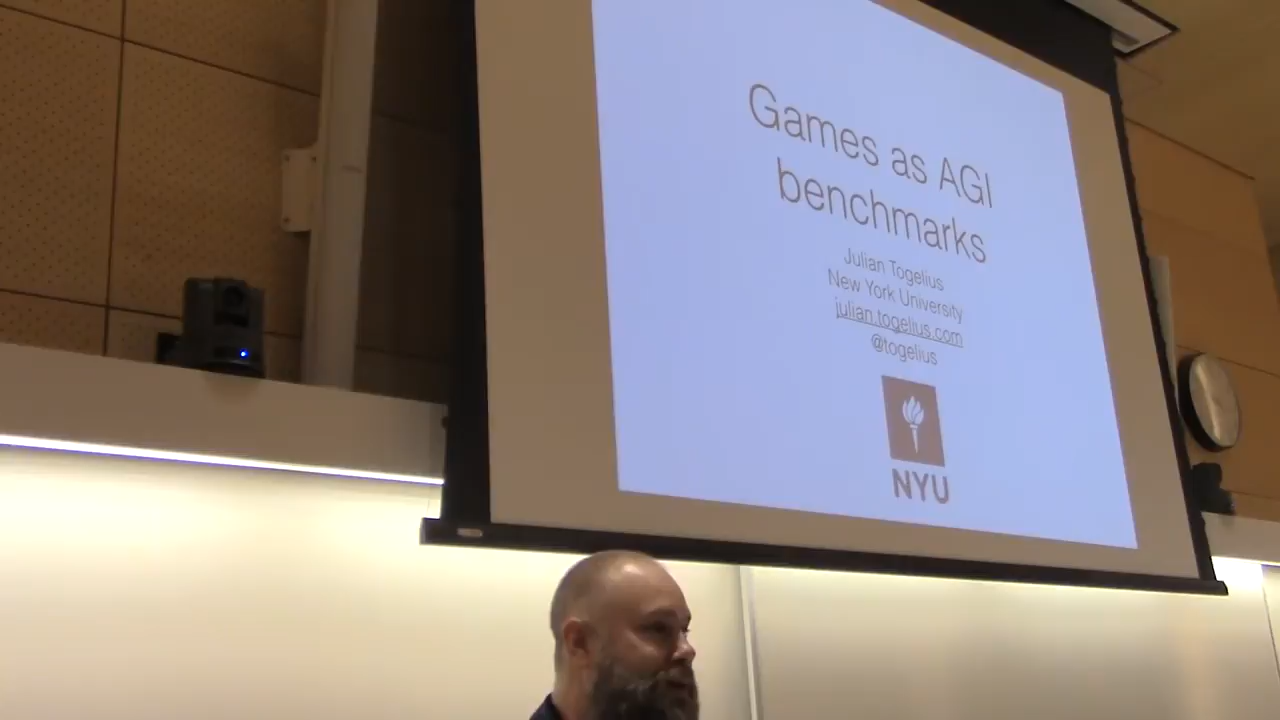 Games as AGI
benchmarks
Julian Togelius
New York University
julian.togelius.com
@togelius
NYU